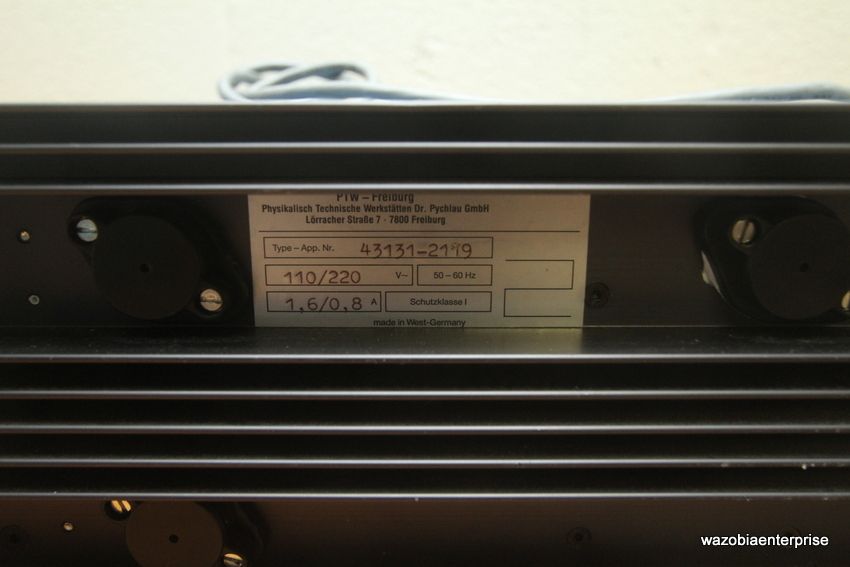 PTW – Freiburg
Physikalisch Technische Werkstätten Dr. Pychlau GmbH
Lörracher Straße 7 · 7800 Freiburg
Type – App. Nr. 43131-2119
110/220 V~ 50 – 60 Hz
1,6/0,8 A Schutzklasse I
made in West-Germany
wazobiaenterprise